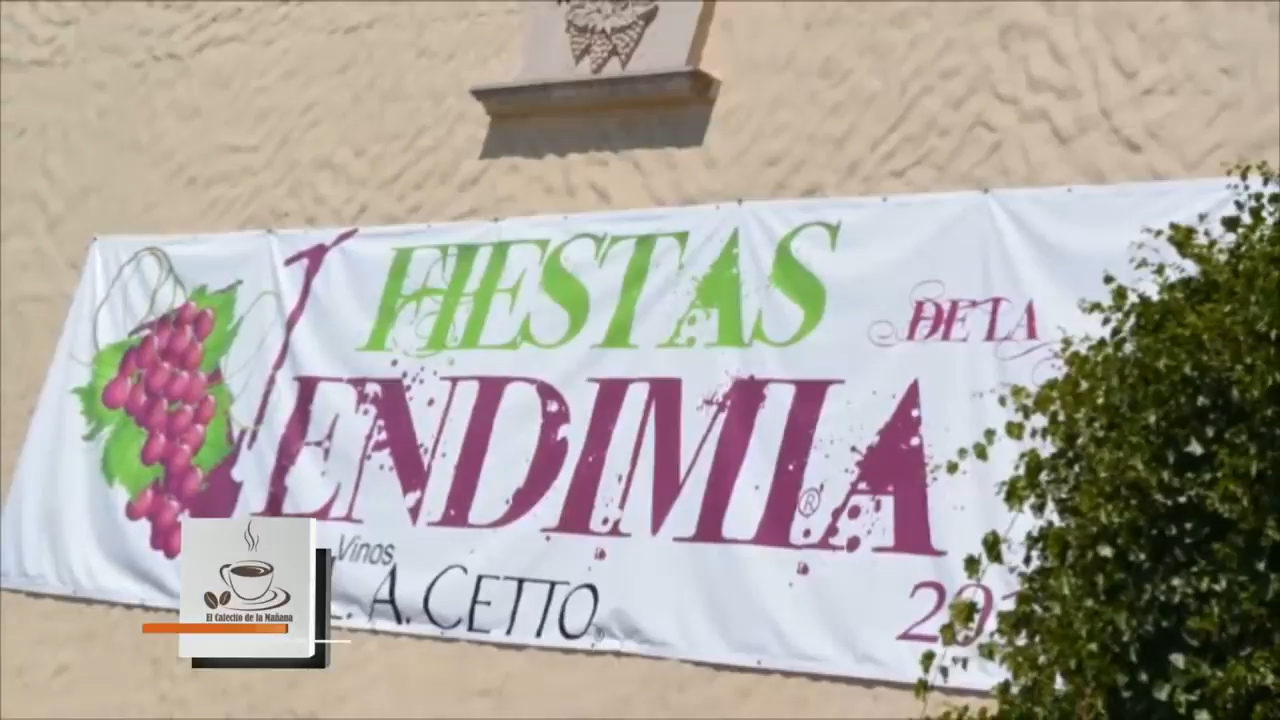 FIESTAS
DE LA
VENDIMIA®
Vinos
L. A. CETTO®
El Cafecito de la Mañana